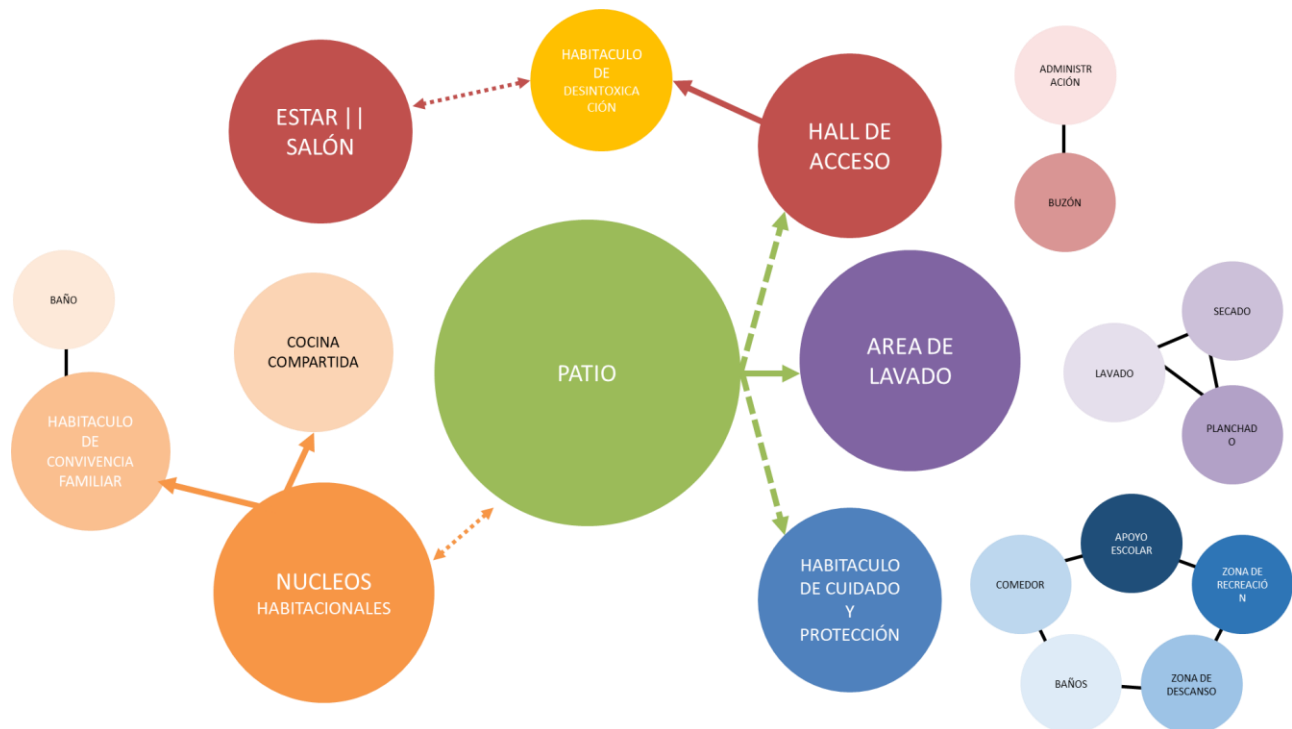 HABITACULO
DE
DESINTOXICA
CIÓN
ESTAR ||
SALÓN
HALL DE
ACCESO
ADMINISTR
ACIÓN
BUZÓN
BAÑO
COCINA
COMPARTIDA
PATIO
AREA DE
LAVADO
SECADO
LAVADO
PLANCHAD
O
HABITACULO
DE
CONVIVENCIA
FAMILIAR
NUCLEOS
HABITACIONALES
HABITACULO
DE CUIDADO
Y
PROTECCIÓN
APOYO
ESCOLAR
COMEDOR
ZONA DE
RECREACIÓ
N
BAÑOS
ZONA DE
DESCANSO